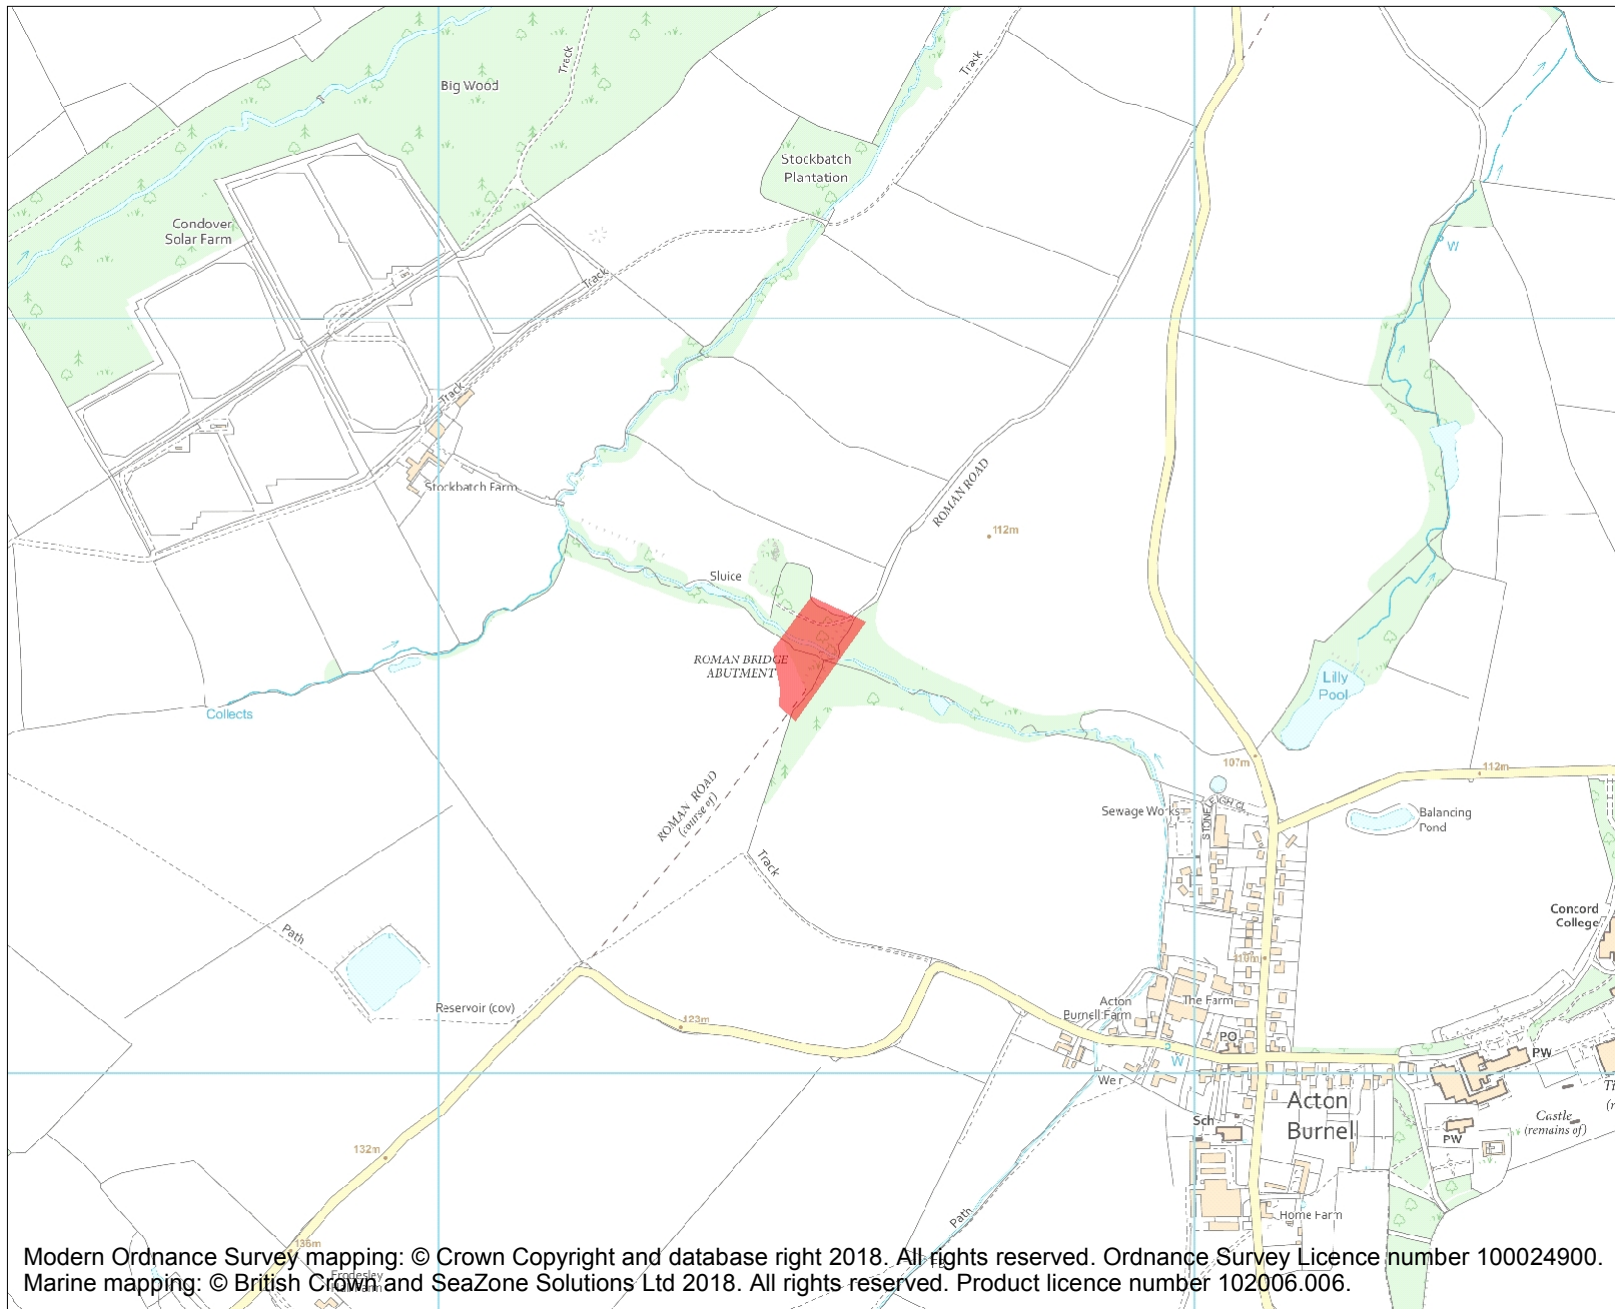 Track
Track
Big Wood
Stockbatch
Plantation
Condover
Solar Farm
W
Track
Track
ROMAN ROAD
Stockbatch Farm
112m
Sluice
ROMAN BRIDGE
ABUTMENT
Lilly
Pool
Collects
107m
112m
ROMAN ROAD
(course of)
Sewage Works
STONELEIGH CL
Balancing
Pond
Track
Concord
College
Path
110m
Reservoir (cov)
123m
Acton
Burnell Farm
The Farm
PO
W
PW
Acton
Burnell
Sch
Castle
(remains of)
PW
132m
Path
Home Farm
136m
Modern Ordnance Survey mapping: © Crown Copyright and database right 2018. All rights reserved. Ordnance Survey Licence number 100024900.
Marine mapping: © British Crown and SeaZone Solutions Ltd 2018. All rights reserved. Product licence number 102006.006.